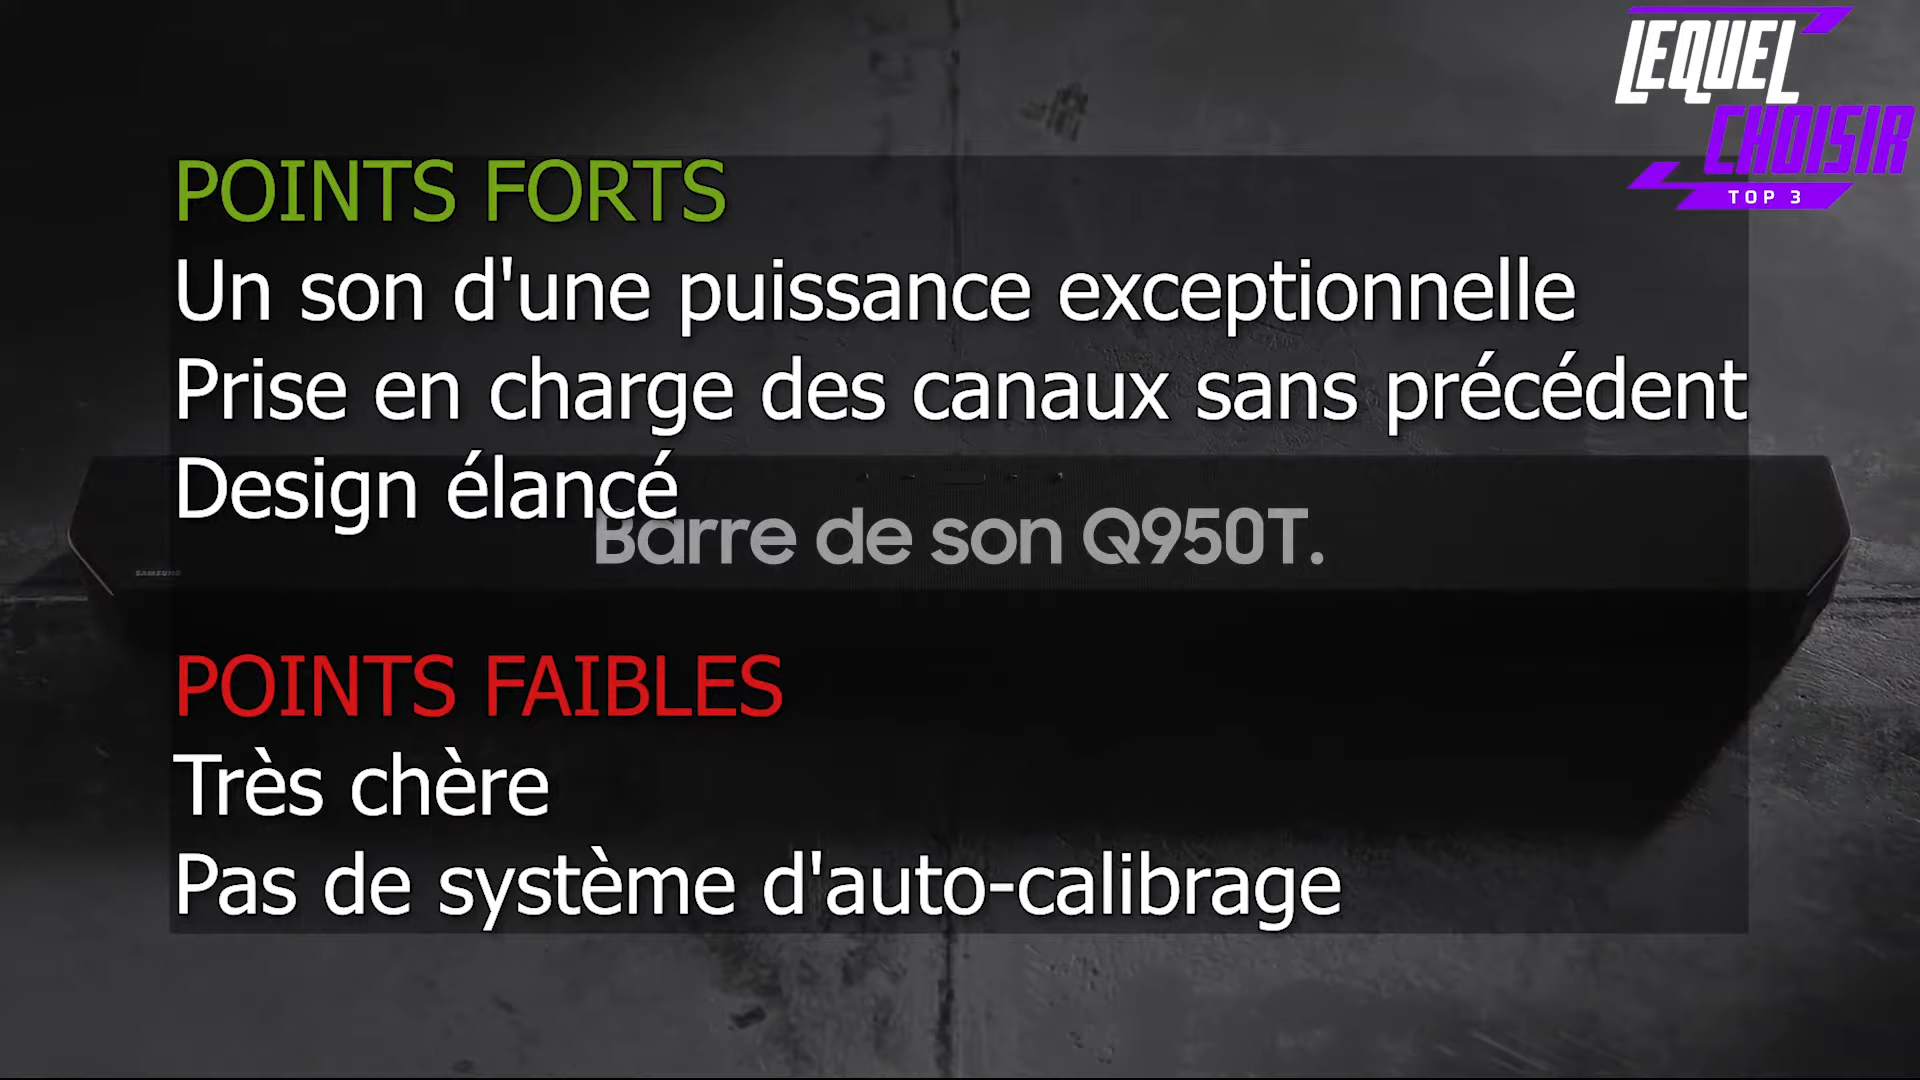 LEQUEL
CHOISIR
TOP 3
POINTS FORTS
Un son d'une puissance exceptionnelle
Prise en charge des canaux sans précédent
Design élancé
Barre de son Q950T.
SAMSUNG
POINTS FAIBLES
Très chère
Pas de système d'auto-calibrage